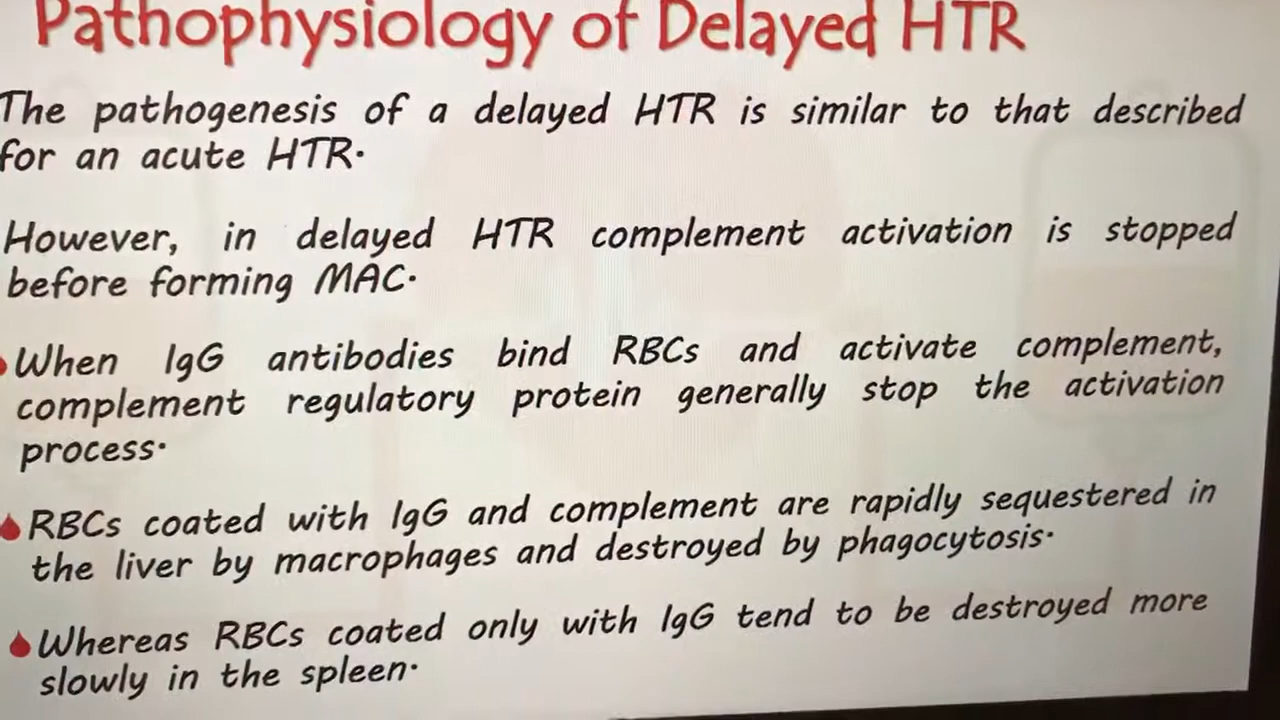 Pathophysiology of Delayed HTR
The pathogenesis of a delayed HTR is similar to that described
for an acute HTR.
However, in delayed HTR complement activation is stopped
before forming MAC.
When IgG antibodies bind RBCs and activate complement,
complement regulatory protein generally stop the activation
process.
RBCs coated with IgG and complement are rapidly sequestered in
the liver by macrophages and destroyed by phagocytosis.
Whereas RBCs coated only with IgG tend to be destroyed more
slowly in the spleen.